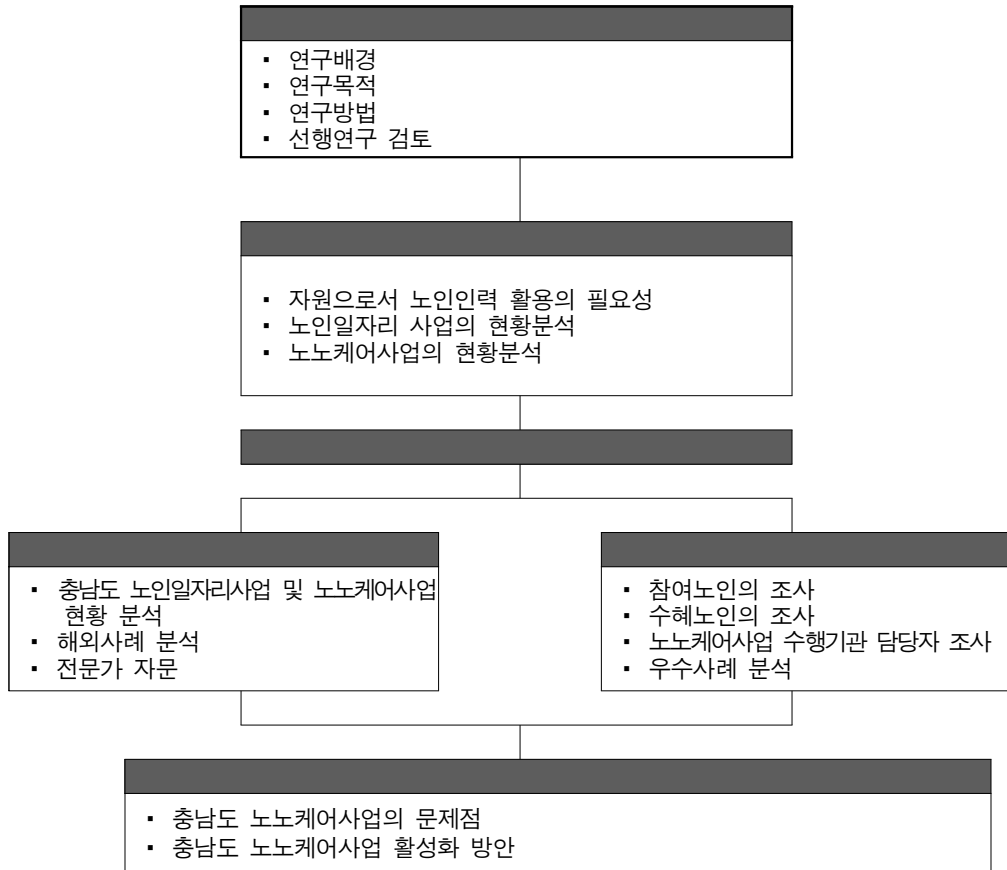 ▪ 연구배경
▪ 연구목적
▪ 연구방법
▪ 선행연구 검토
▪ 자원으로서 노인인력 활용의 필요성
▪ 노인일자리 사업의 현황분석
▪ 노노케어사업의 현황분석
▪ 충남도 노인일자리사업 및 노노케어사업
현황 분석
▪ 해외사례 분석
▪ 전문가 자문
▪ 참여노인의 조사
▪ 수혜노인의 조사
▪ 노노케어사업 수행기관 담당자 조사
▪ 우수사례 분석
▪ 충남도 노노케어사업의 문제점
▪ 충남도 노노케어사업 활성화 방안